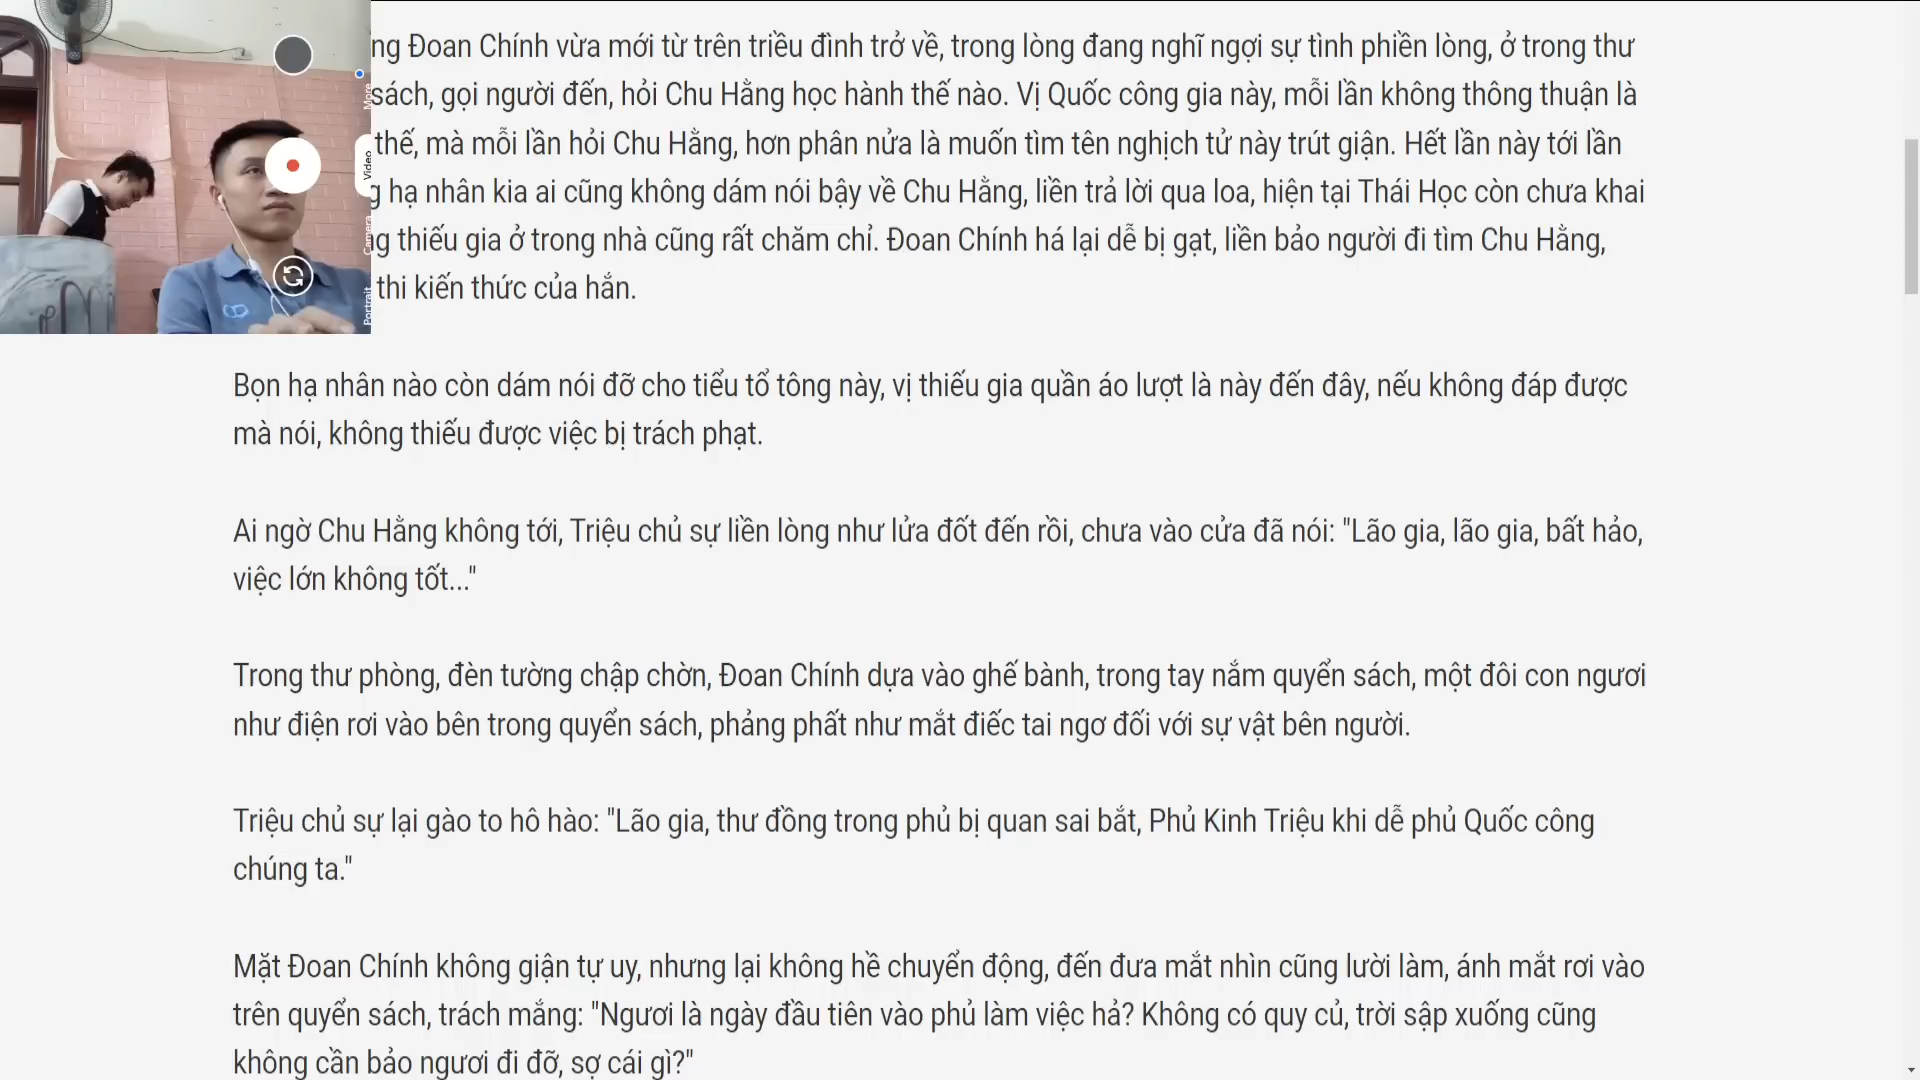 ng Đoan Chính vừa mới từ trên triều đình trở về, trong lòng đang nghĩ ngợi sự tình phiền lòng, ở trong thư
sách, gọi người đến, hỏi Chu Hằng học hành thế nào. Vị Quốc công gia này, mỗi lần không thông thuận là
thế, mà mỗi lần hỏi Chu Hằng, hơn phân nửa là muốn tìm tên nghịch tử này trút giận. Hết lần này tới lần
g hạ nhân kia ai cũng không dám nói bậy về Chu Hằng, liền trả lời qua loa, hiện tại Thái Học còn chưa khai
g thiếu gia ở trong nhà cũng rất chăm chỉ. Đoan Chính há lại dễ bị gạt, liền bảo người đi tìm Chu Hằng,
thi kiến thức của hắn.
More
Video
Camera
Portrait
Bọn hạ nhân nào còn dám nói đỡ cho tiểu tổ tông này, vị thiếu gia quần áo lượt là này đến đây, nếu không đáp được
mà nói, không thiếu được việc bị trách phạt.
Ai ngờ Chu Hằng không tới, Triệu chủ sự liền lòng như lửa đốt đến rồi, chưa vào cửa đã nói: "Lão gia, lão gia, bất hảo,
việc lớn không tốt..."
Trong thư phòng, đèn tường chập chờn, Đoan Chính dựa vào ghế bành, trong tay nắm quyển sách, một đôi con ngươi
như điện rơi vào bên trong quyển sách, phảng phất như mắt điếc tai ngơ đối với sự vật bên người.
Triệu chủ sự lại gào to hô hào: "Lão gia, thư đồng trong phủ bị quan sai bắt, Phủ Kinh Triệu khi dễ phủ Quốc công
chúng ta."
Mặt Đoan Chính không giận tự uy, nhưng lại không hề chuyển động, đến đưa mắt nhìn cũng lười làm, ánh mắt rơi vào
trên quyển sách, trách mắng: "Ngươi là ngày đầu tiên vào phủ làm việc hả? Không có quy củ, trời sập xuống cũng
không cần bảo ngươi đi đỡ, sợ cái gì?"